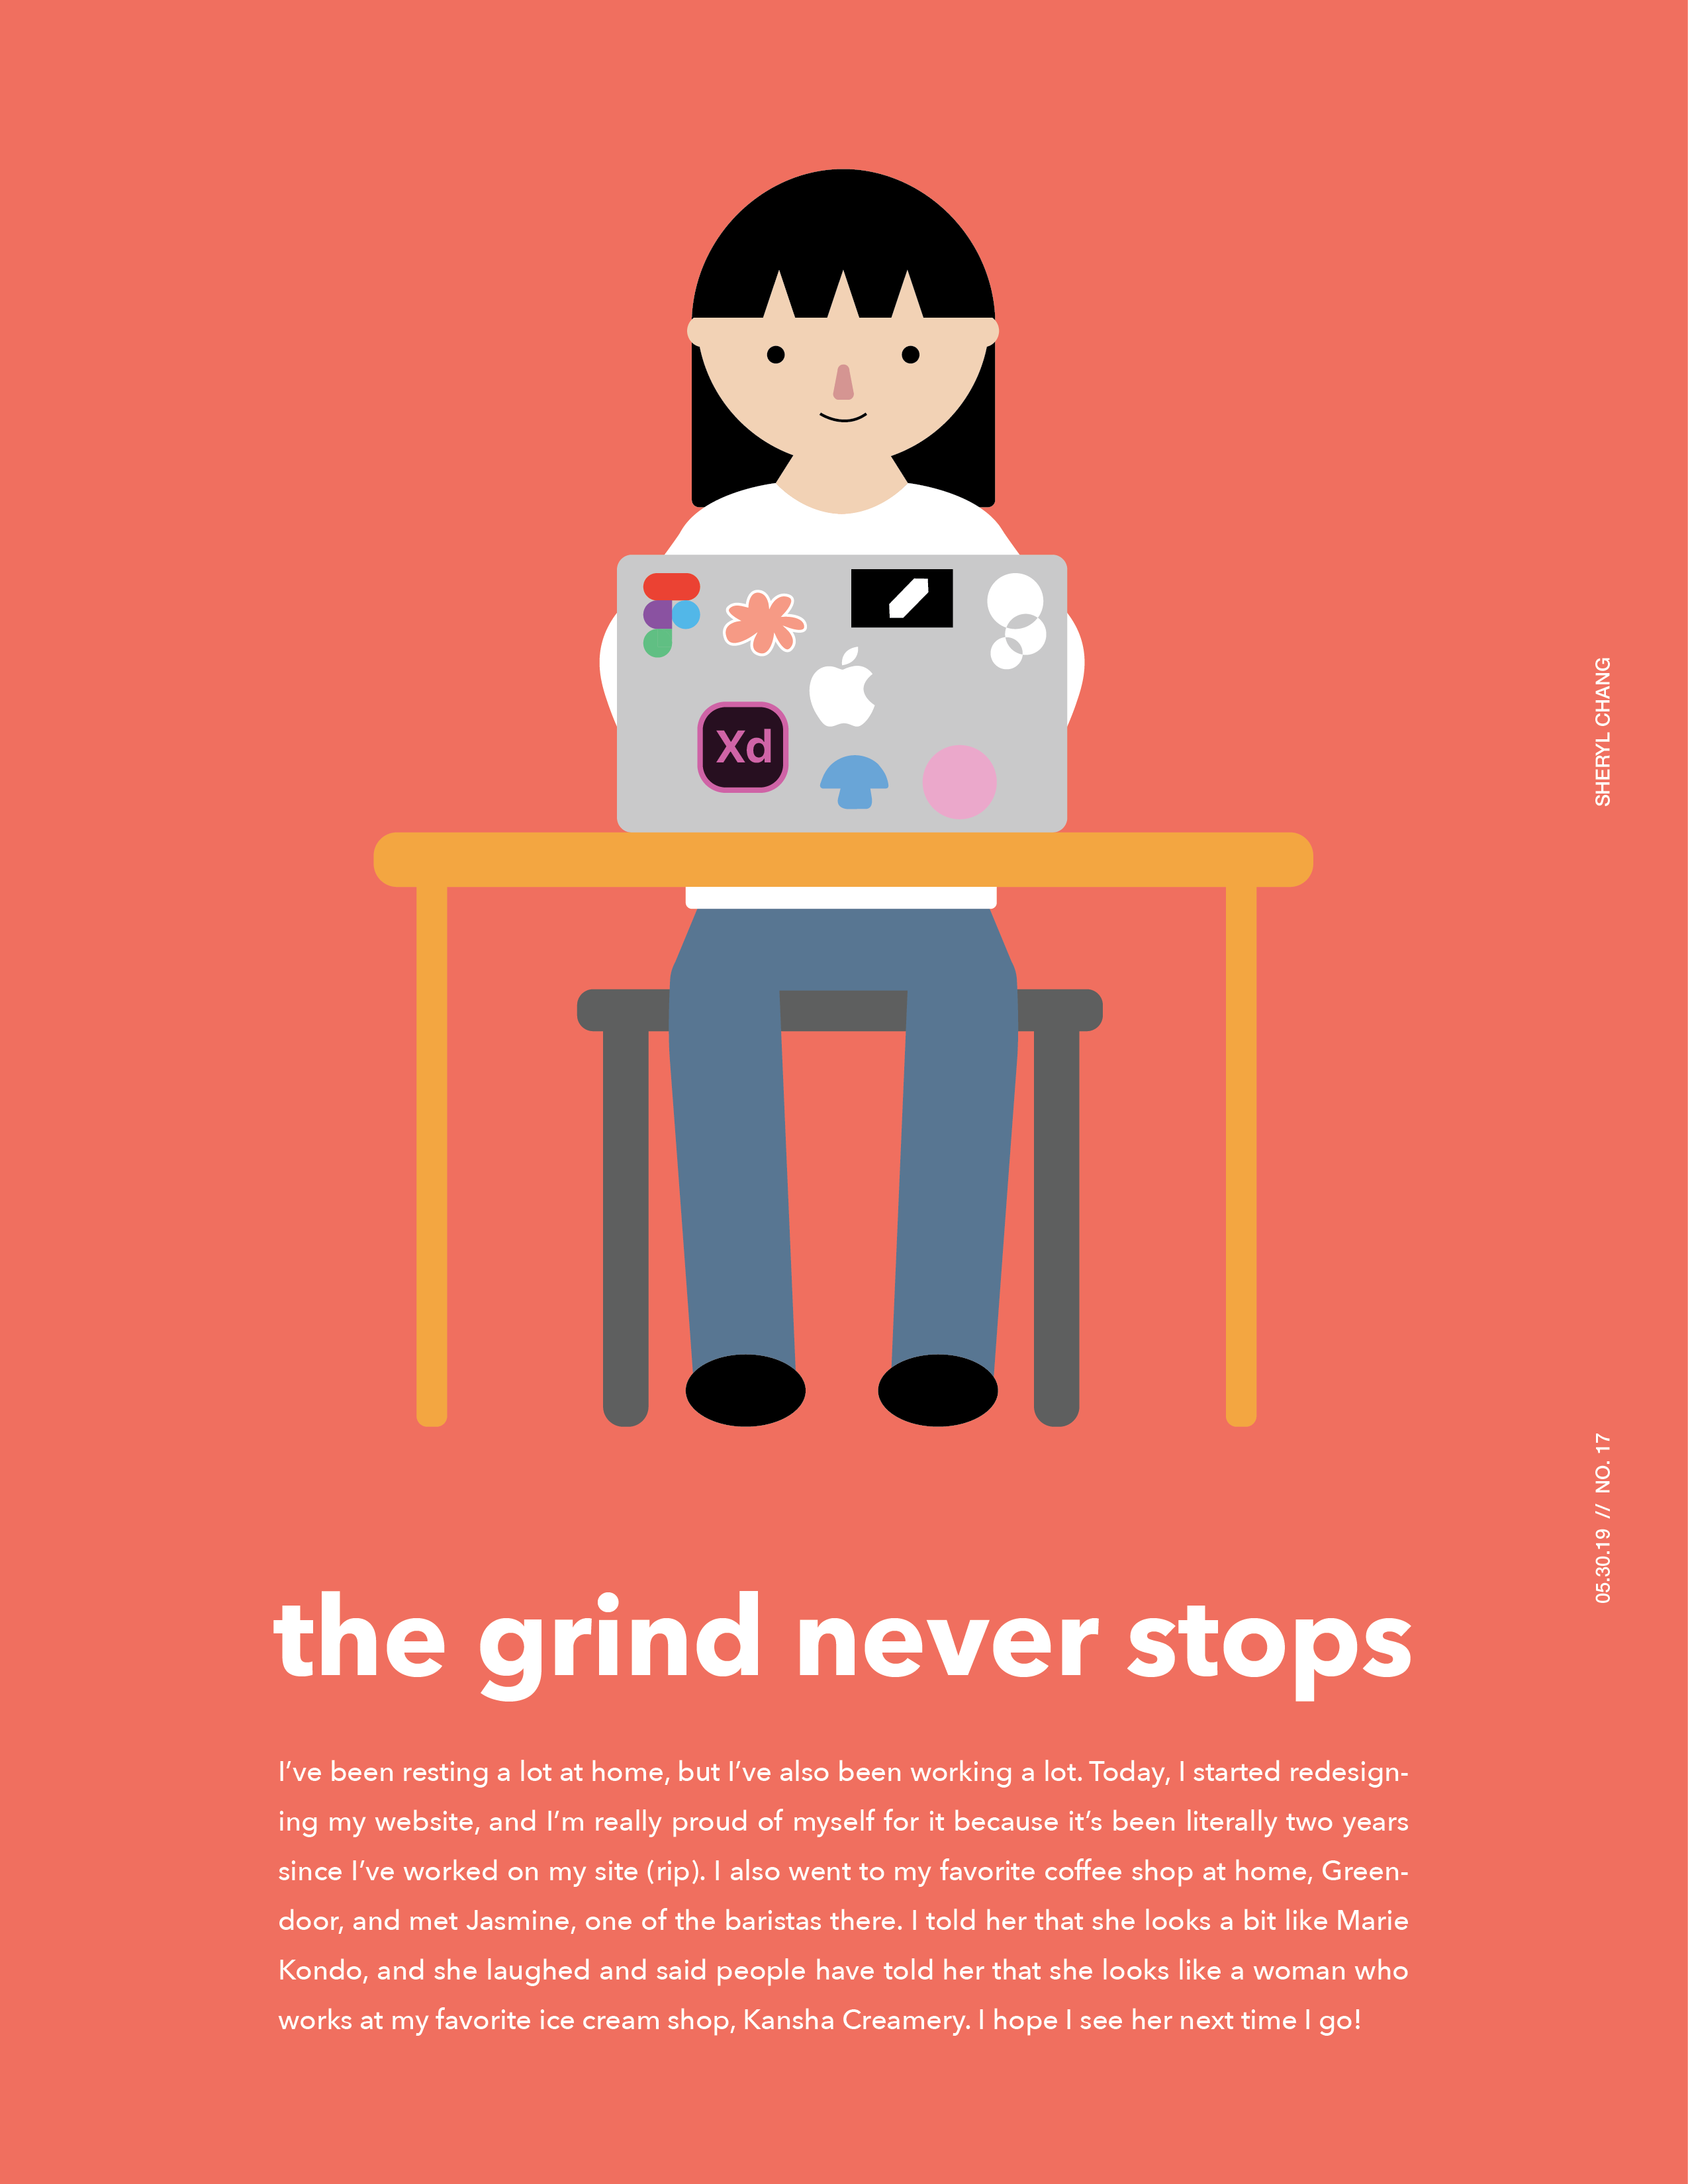 Xd
SHERYL CHANG
05.30.19 // NO. 17
the grind never stops
I’ve been resting a lot at home, but I’ve also been working a lot. Today, I started redesign-
ing my website, and I’m really proud of myself for it because it’s been literally two years
since I’ve worked on my site (rip). I also went to my favorite coffee shop at home, Green-
door, and met Jasmine, one of the baristas there. I told her that she looks a bit like Marie
Kondo, and she laughed and said people have told her that she looks like a woman who
works at my favorite ice cream shop, Kansha Creamery. I hope I see her next time I go!